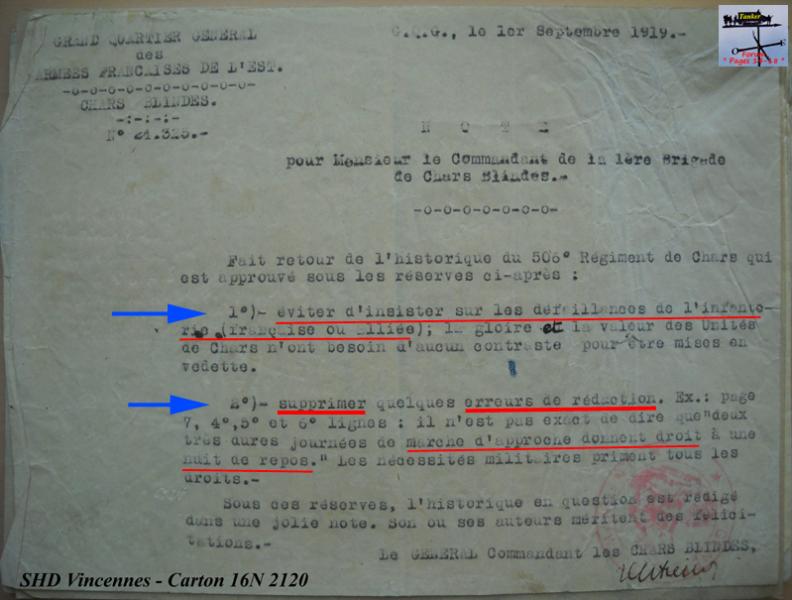 GRAND QUARTIER GENERAL
des
ARMEES FRANCAISES DE L'EST.
-o-o-o-o-o-o-o-o-o-o-
CHARS BLINDES.
-:-:-:-
N° 21.325.-
G.Q.G., le 1er Septembre 1919.-
Tanker
Forum
" Pages 14-18 "
N O T E
pour Monsieur le Commandant de la 1ère Brigade
de Chars Blindes.-
-o-o-o-o-o-o-o-
Fait retour de l'historique du 506° Régiment de Chars qui
est approuvé sous les réserves ci-après :
1°)- éviter d'insister sur les défaillances de l'infante-
rie (française ou alliée); la gloire et la valeur des Unités
de Chars n'ont besoin d'aucun contraste pour être mises en
vedette.
2°)- supprimer quelques erreurs de rédaction. Ex.: page
7, 4°,5° et 6° lignes : il n'est pas exact de dire que"deux
très dures journées de marche d'approche donnent droit à une
nuit de repos." Les nécessités militaires priment tous les
droits.-
Sous ces réserves, l'historique en question est rédigé
dans une jolie note. Son ou ses auteurs méritent des félici-
tations.-
Le GENERAL Commandant les CHARS BLINDES,
SHD Vincennes - Carton 16N 2120